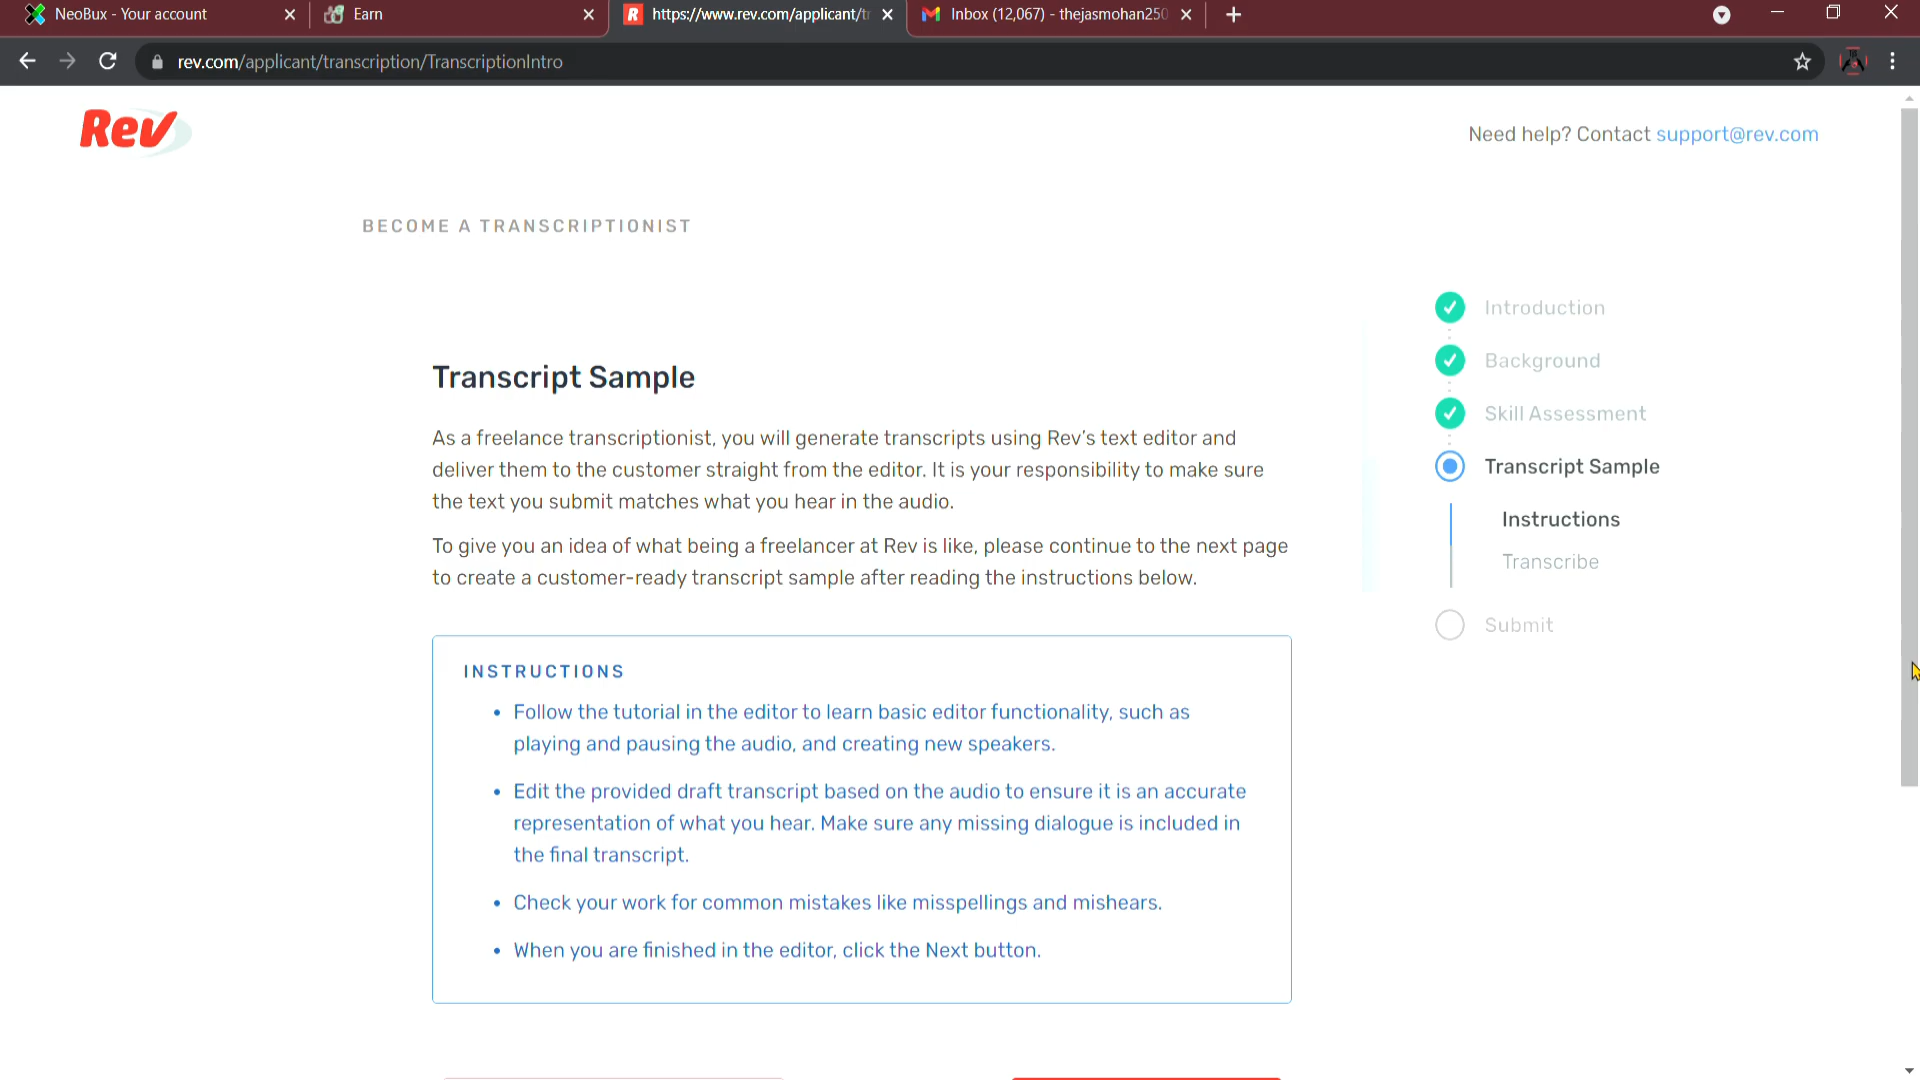 NeoBux - Your account
Earn
https://www.rev.com/applicant/tr
Inbox (12,067) - thejasmohan250
rev.com/applicant/transcription/TranscriptionIntro
Rev
Need help? Contact support@rev.com
BECOME A TRANSCRIPTIONIST
Transcript Sample
As a freelance transcriptionist, you will generate transcripts using Rev's text editor and
deliver them to the customer straight from the editor. It is your responsibility to make sure
the text you submit matches what you hear in the audio.
To give you an idea of what being a freelancer at Rev is like, please continue to the next page
to create a customer-ready transcript sample after reading the instructions below.
INSTRUCTIONS
• Follow the tutorial in the editor to learn basic editor functionality, such as
playing and pausing the audio, and creating new speakers.
• Edit the provided draft transcript based on the audio to ensure it is an accurate
representation of what you hear. Make sure any missing dialogue is included in
the final transcript.
• Check your work for common mistakes like misspellings and mishears.
• When you are finished in the editor, click the Next button.
Introduction
Background
Skill Assessment
Transcript Sample
Instructions
Transcribe
Submit